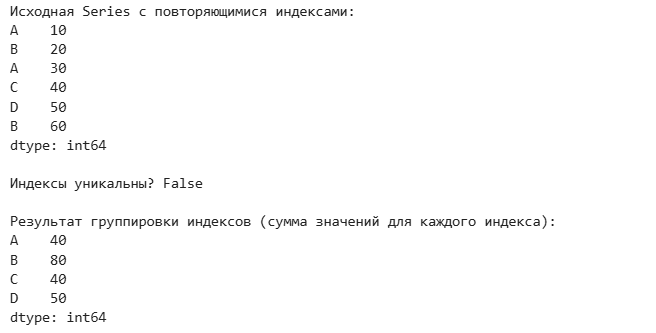 Исходная Series с повторяющимися индексами:
A    10
B    20
A    30
C    40
D    50
B    60
dtype: int64
Индексы уникальны? False
Результат группировки индексов (сумма значений для каждого индекса):
A    40
B    80
C    40
D    50
dtype: int64